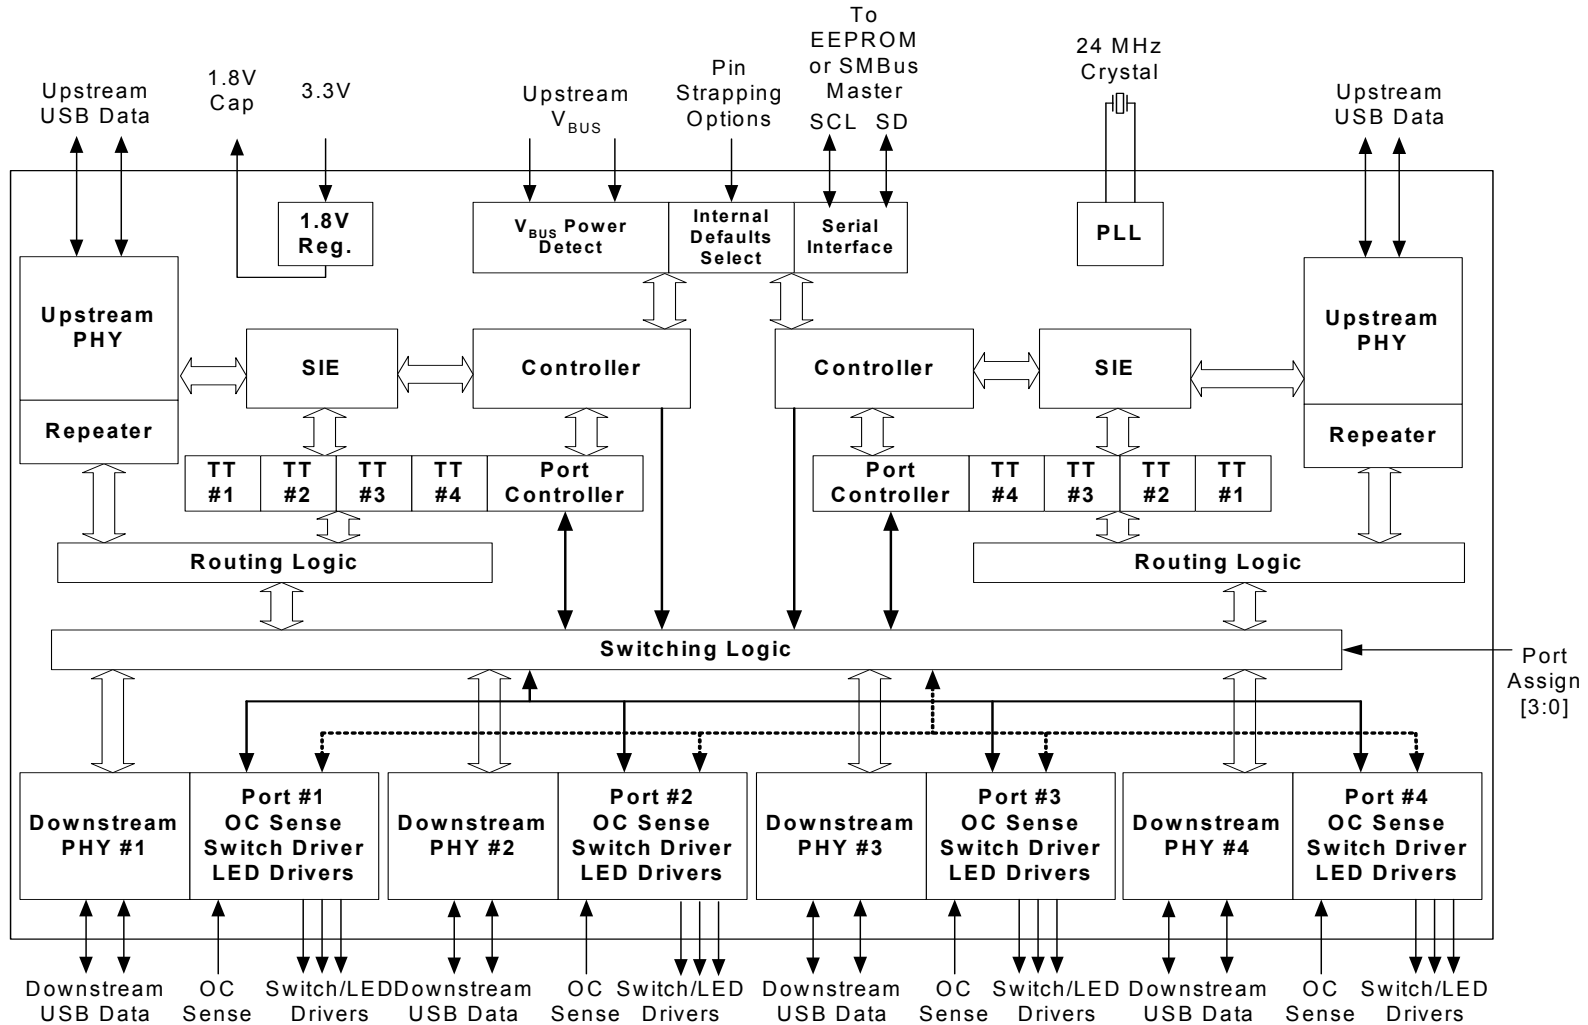 To
EEPROM
or SMBus
Master
SCL SD
24 MHz
Crystal
1.8V
Cap
3.3V
Pin
Strapping
Options
Upstream
USB Data
Upstream
VBUS
Upstream
USB Data
1.8V
Reg.
VBUS Power
Detect
Internal
Defaults
Select
Serial
Interface
PLL
Upstream
PHY
SIE
Controller
Controller
SIE
Upstream
PHY
Repeater
Repeater
TT
#1
TT
#2
TT
#3
TT
#4
Port
Controller
Port
Controller
TT
#4
TT
#3
TT
#2
TT
#1
Routing Logic
Routing Logic
Switching Logic
Port
Assign
[3:0]
Downstream
PHY #1
Port #1
OC Sense
Switch Driver
LED Drivers
Downstream
PHY #2
Port #2
OC Sense
Switch Driver
LED Drivers
Downstream
PHY #3
Port #3
OC Sense
Switch Driver
LED Drivers
Downstream
PHY #4
Port #4
OC Sense
Switch Driver
LED Drivers
Downstream
USB Data
OC
Sense
Switch/LED
Drivers
Downstream
USB Data
OC
Sense
Switch/LED
Drivers
Downstream
USB Data
OC
Sense
Switch/LED
Drivers
Downstream
USB Data
OC
Sense
Switch/LED
Drivers